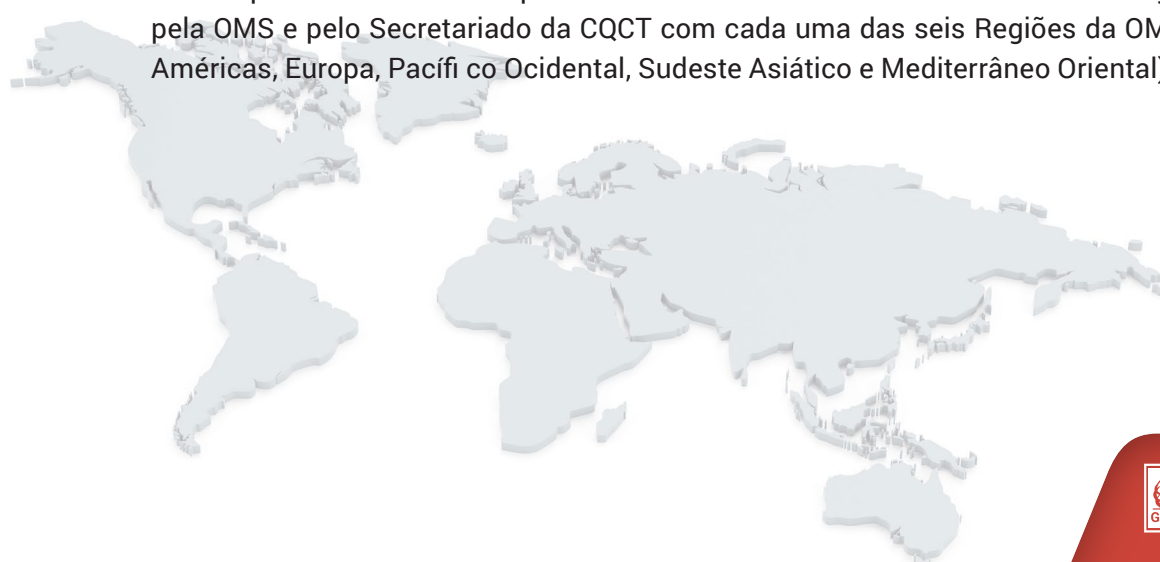 pela OMS e pelo Secretariado da CQCT com cada uma das seis Regiões da OM
Américas, Europa, Pacífi co Ocidental, Sudeste Asiático e Mediterrâneo Oriental)